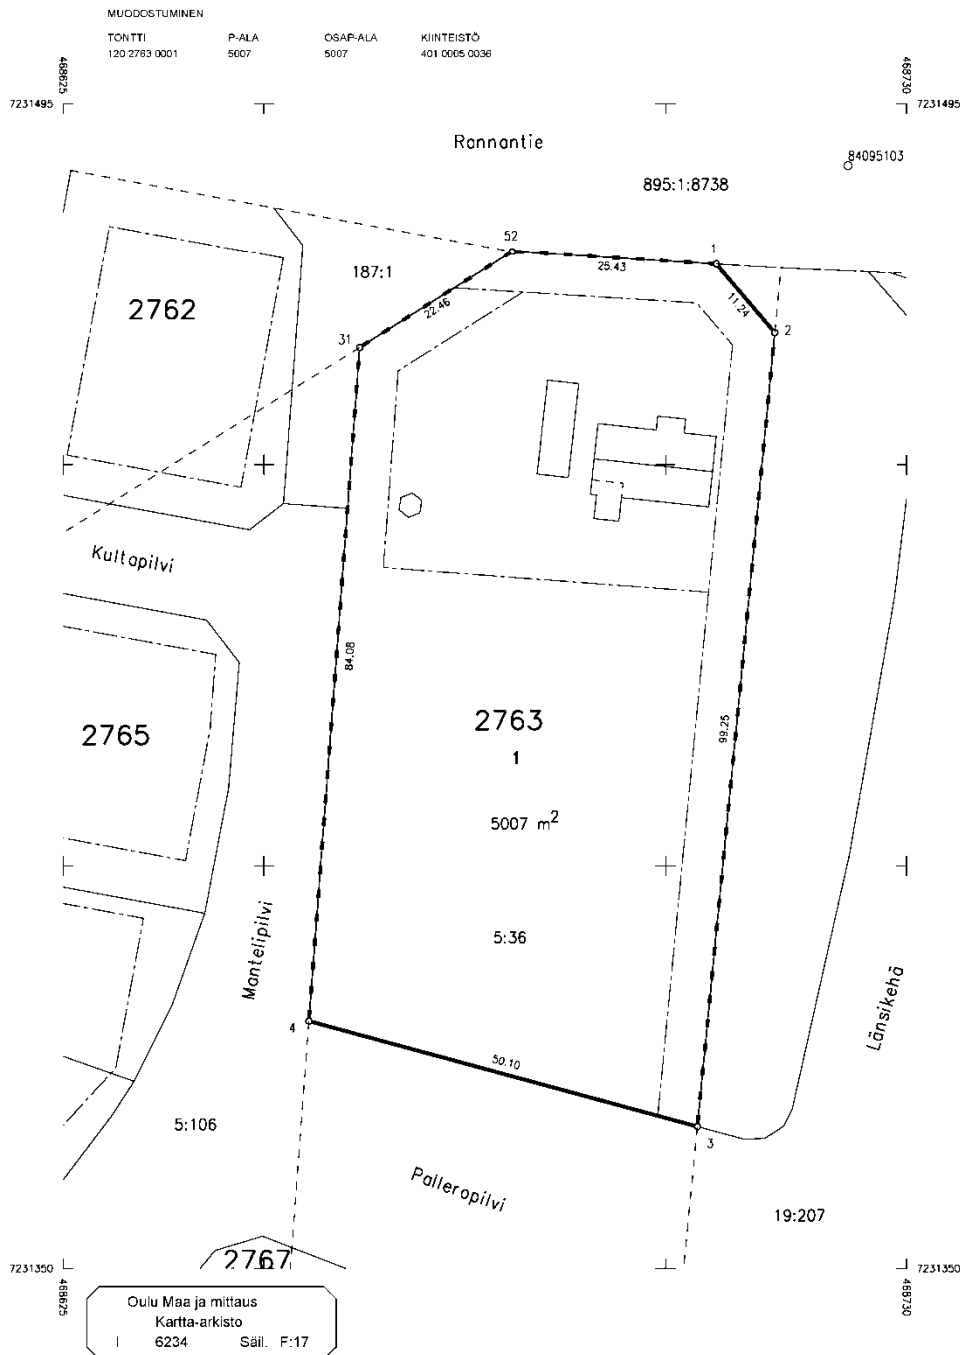 MUODOSTUMINEN
TONTTI P-ALA OSAP-ALA KIINTEISTÖ
120 2763 0001 5007 5007 401 0005 0036
468625
468730
7231495
7231495
Rannantie
84095103
895:1:8738
52
1
187:1
25.43
2762
22.46
11.24
2
31
Kultapilvi
84.08
2763
2765
99.25
1
5007 m²
Mantelipilvi
5:36
Länsikehä
4
50.10
5:106
3
Palleropilvi
19:207
2767
7231350
7231350
468625
468730
Oulu Maa ja mittaus
Kartta-arkisto
I 6234 Säil. F:17